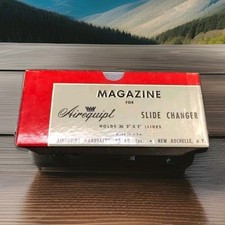 MAGAZINE
FOR
Airequipt SLIDE CHANGER
HOLDS 36 2" X 2" SLIDES
NEW ROCHELLE, N.Y.